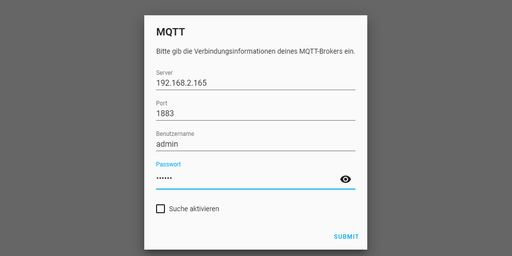 MQTT
Bitte gib die Verbindungsinformationen deines MQTT-Brokers ein.
Server
192.168.2.165
Port
1883
Benutzername
admin
Passwort
••••••
Suche aktivieren
SUBMIT